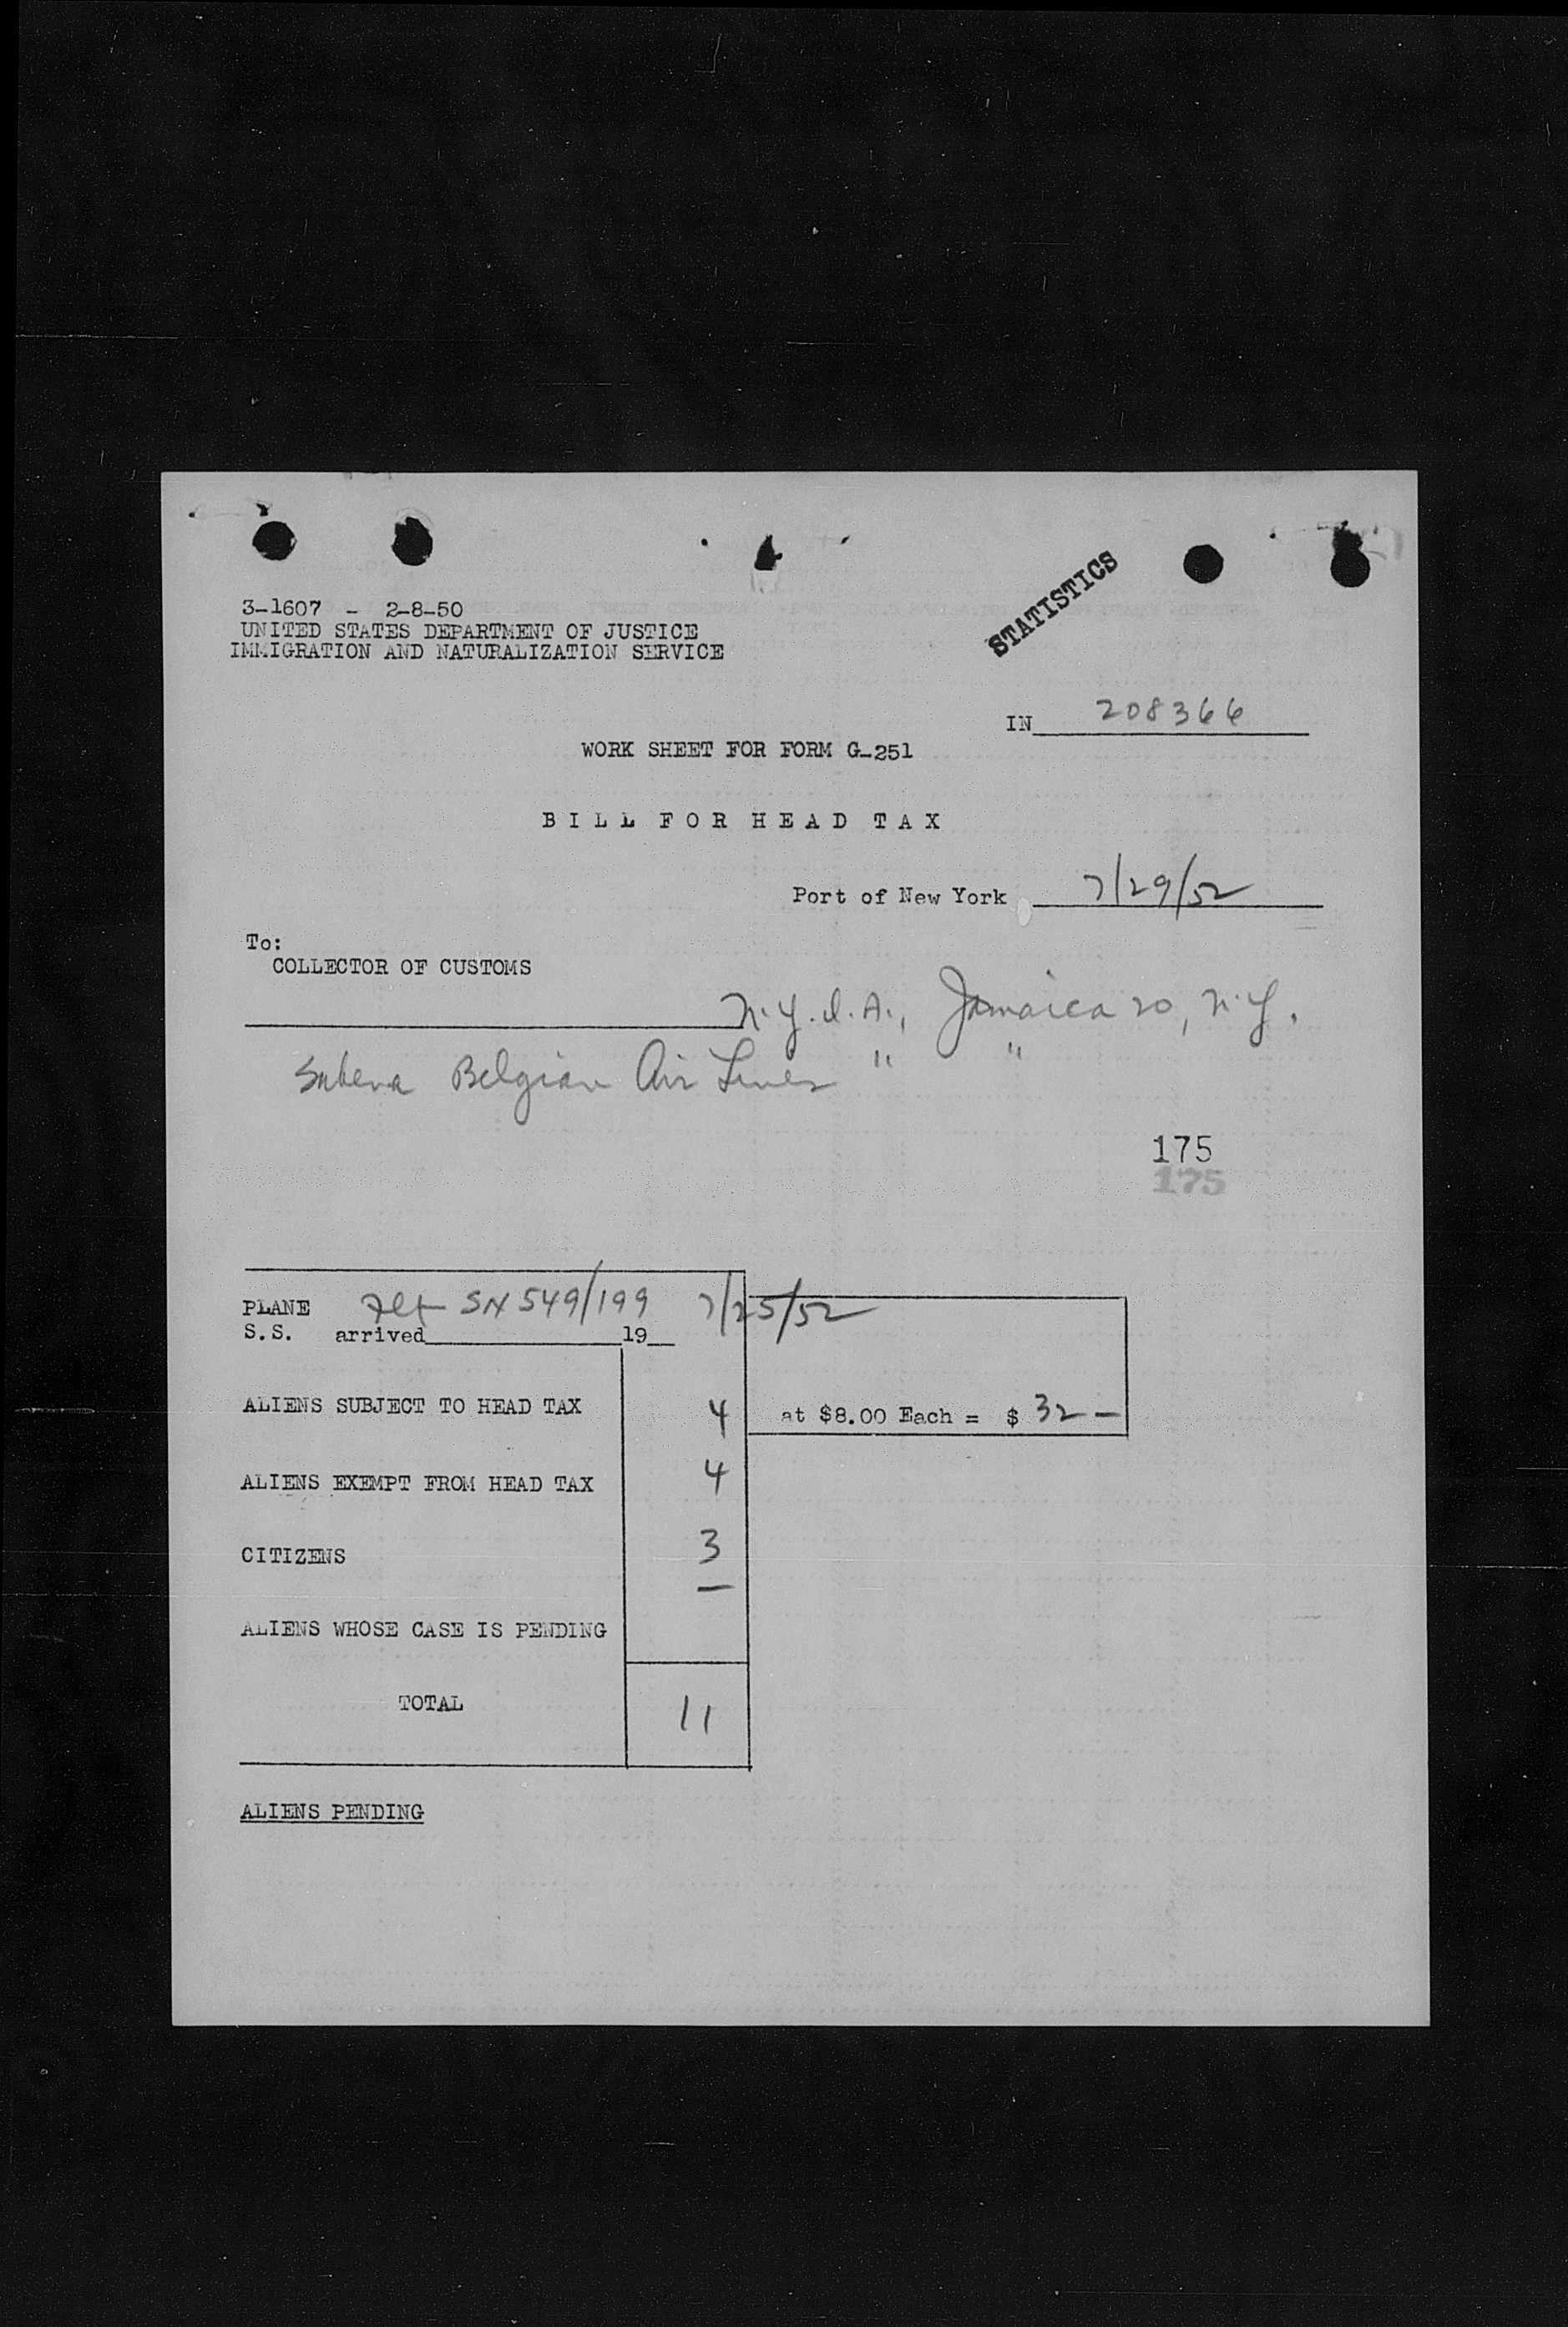 3-1607 - 2-8-50
UNITED STATES DEPARTMENT OF JUSTICE
IMMIGRATION AND NATURALIZATION SERVICE
STATISTICS
IN 208366
WORK SHEET FOR FORM G-251
BILL FOR HEAD TAX
Port of New York 7/29/52
To:
COLLECTOR OF CUSTOMS
N.Y.I.A., Jamaica 20, N.Y.
Sabena Belgian Air Lines " "
175
175
PLANE Flt SN 549/199 7/25/52
S.S. arrived 19
ALIENS SUBJECT TO HEAD TAX 4 at $8.00 Each = $ 32 —
ALIENS EXEMPT FROM HEAD TAX 4
CITIZENS 3
ALIENS WHOSE CASE IS PENDING
TOTAL 11
ALIENS PENDING